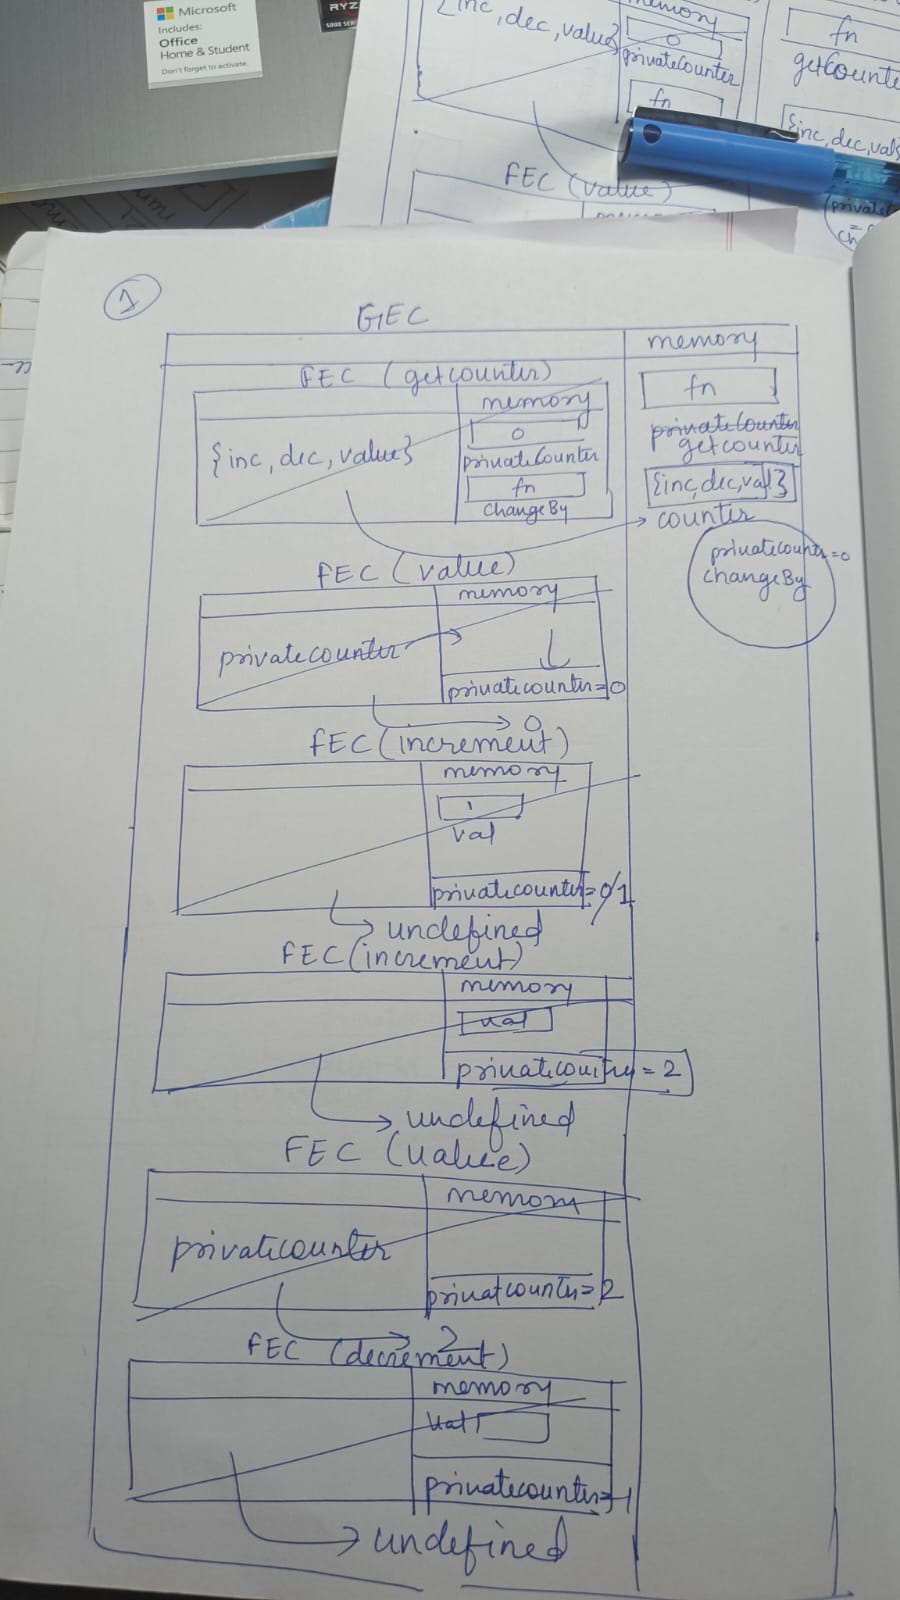 Microsoft
Includes:
Office
Home & Student
Don't forget to activate.
RYZ
5000 SER
{inc, dec, value}
memory
0
privateCounter
fn
fn
getCounte
{inc, dec, val
FEC (value)
(private
1
GEC
memory
fn
privateCounter
getcounter
{inc, dec, val}
counter
privatecounter=0
changeBy
FEC (getcounter)
memory
{inc, dec, value}
0
privateCounter
fn
changeBy
FEC (value)
memory
privatecounter
privatecounter=0
0
FEC (increment)
memory
1
val
privatecounter=0/1
undefined
FEC (increment)
memory
val
privatecounter=2
undefined
FEC (value)
memory
privatecounter
privatcounter=2
2
FEC (decrement)
memory
val
privatecounter=1
undefined